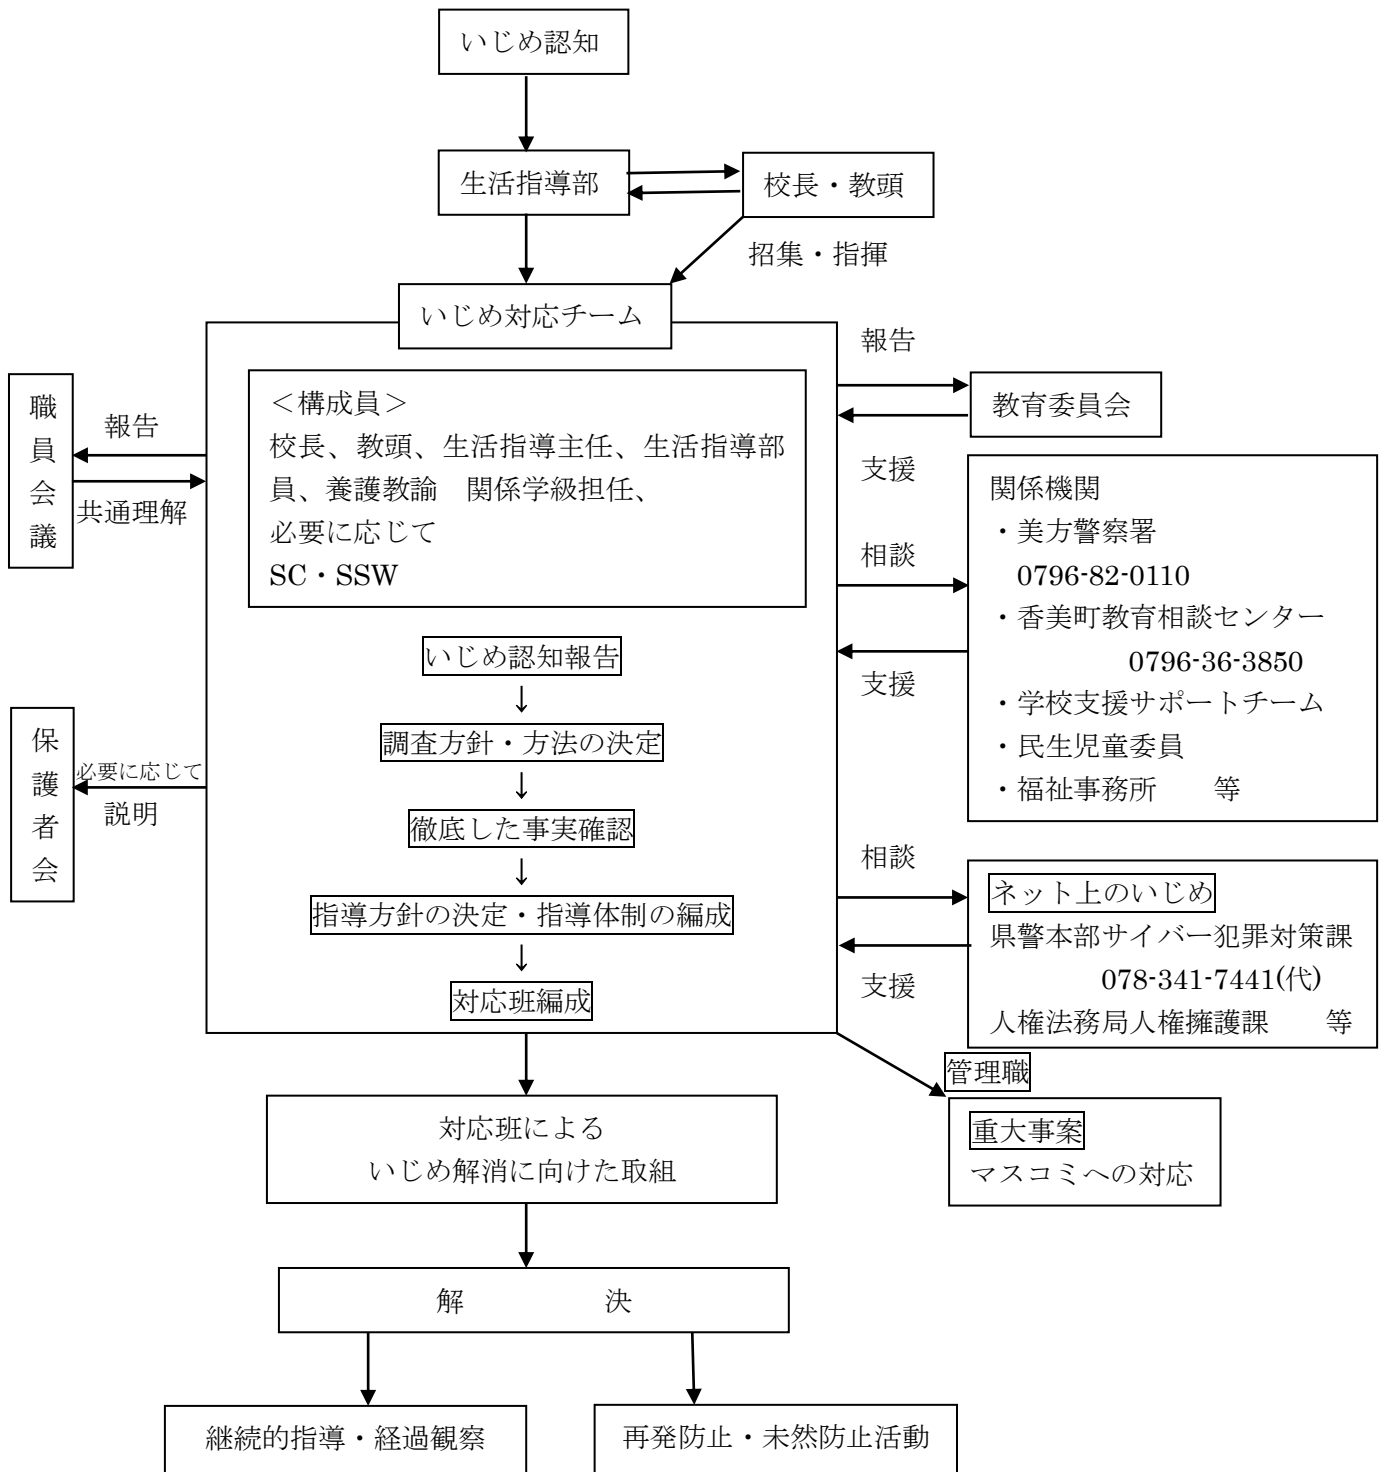 いじめ認知
生活指導部
校長・教頭
招集・指揮
いじめ対応チーム
＜構成員＞
校長、教頭、生活指導主任、生活指導部
員、養護教諭　関係学級担任、
必要に応じて
SC・SSW
職員会議
報告
共通理解
報告
教育委員会
支援
相談
支援
関係機関
・美方警察署
0796-82-0110
・香美町教育相談センター
0796-36-3850
・学校支援サポートチーム
・民生児童委員
・福祉事務所　　等
いじめ認知報告
↓
調査方針・方法の決定
↓
徹底した事実確認
↓
指導方針の決定・指導体制の編成
↓
対応班編成
保護者会
必要に応じて
説明
相談
支援
ネット上のいじめ
県警本部サイバー犯罪対策課
078-341-7441(代)
人権法務局人権擁護課　　等
管理職
重大事案
マスコミへの対応
対応班による
いじめ解消に向けた取組
解　　　　　決
継続的指導・経過観察
再発防止・未然防止活動